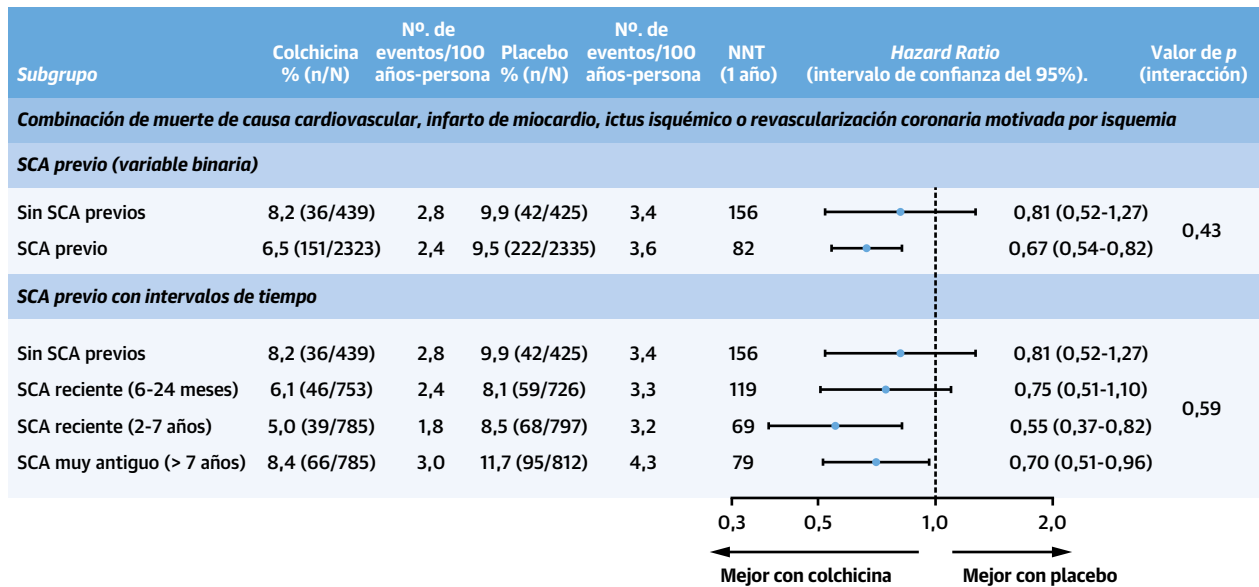 Subgrupo Colchicina % (n/N) Nº. de eventos/100 años-persona Placebo % (n/N) Nº. de eventos/100 años-persona NNT (1 año) Hazard Ratio (intervalo de confianza del 95%). Valor de p (interacción)
Combinación de muerte de causa cardiovascular, infarto de miocardio, ictus isquémico o revascularización coronaria motivada por isquemia
SCA previo (variable binaria)
Sin SCA previos 8,2 (36/439) 2,8 9,9 (42/425) 3,4 156 0,81 (0,52-1,27)
0,43
SCA previo 6,5 (151/2323) 2,4 9,5 (222/2335) 3,6 82 0,67 (0,54-0,82)
SCA previo con intervalos de tiempo
Sin SCA previos 8,2 (36/439) 2,8 9,9 (42/425) 3,4 156 0,81 (0,52-1,27)
SCA reciente (6-24 meses) 6,1 (46/753) 2,4 8,1 (59/726) 3,3 119 0,75 (0,51-1,10)
0,59
SCA reciente (2-7 años) 5,0 (39/785) 1,8 8,5 (68/797) 3,2 69 0,55 (0,37-0,82)
SCA muy antiguo (> 7 años) 8,4 (66/785) 3,0 11,7 (95/812) 4,3 79 0,70 (0,51-0,96)
0,3 0,5 1,0 2,0
Mejor con colchicina Mejor con placebo